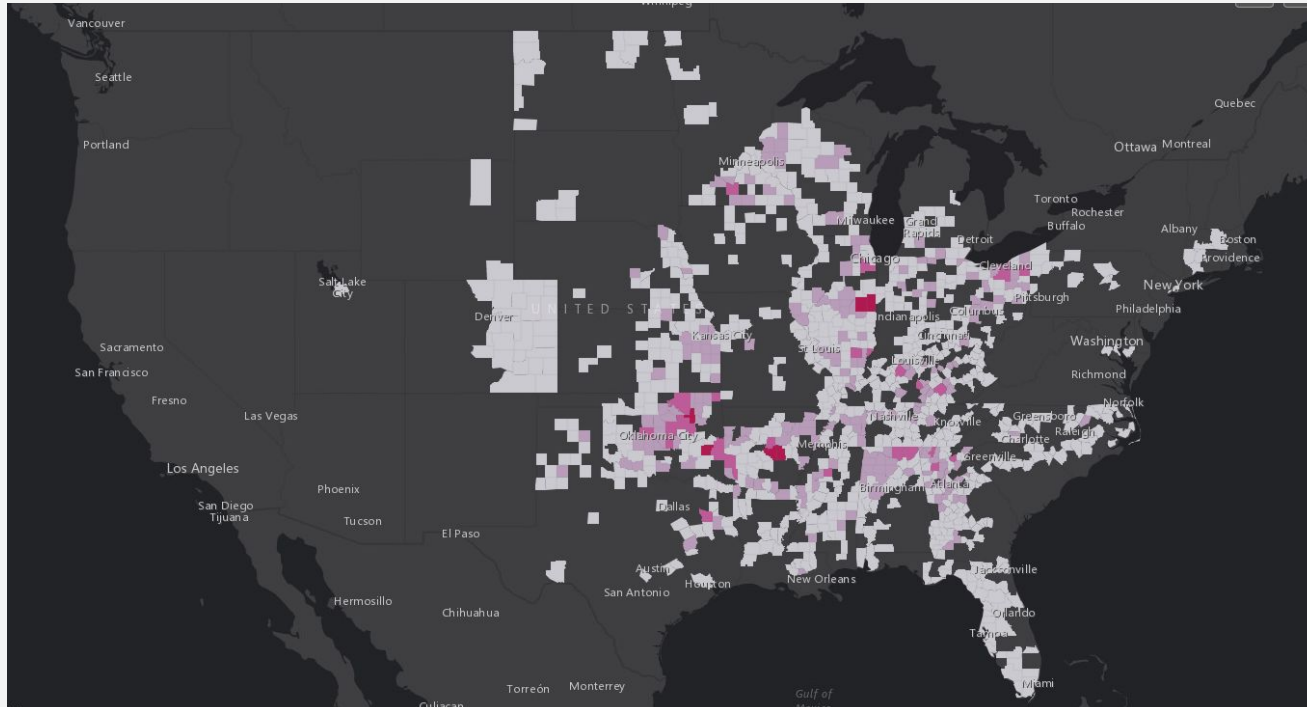 Winnipeg
Vancouver
Seattle
Quebec
Portland
Ottawa
Montreal
Minneapolis
Toronto
Rochester
Milwaukee
Grand
Rapids
Buffalo
Albany
Detroit
Boston
Chicago
Providence
Cleveland
Salt Lake
City
New York
Pittsburgh
UNITED STATES
Denver
Indianapolis
Columbus
Philadelphia
Kansas City
Cincinnati
Washington
Sacramento
St Louis
Louisville
San Francisco
Richmond
Fresno
Norfolk
Las Vegas
Nashville
Greensboro
Knoxville
Raleigh
Oklahoma City
Memphis
Charlotte
Greenville
Los Angeles
Phoenix
Birmingham
Atlanta
San Diego
Tijuana
Dallas
Tucson
El Paso
Austin
Jacksonville
New Orleans
Houston
San Antonio
Hermosillo
Chihuahua
Orlando
Tampa
Miami
Torreón
Monterrey
Gulf of
Mexico
Culiacan